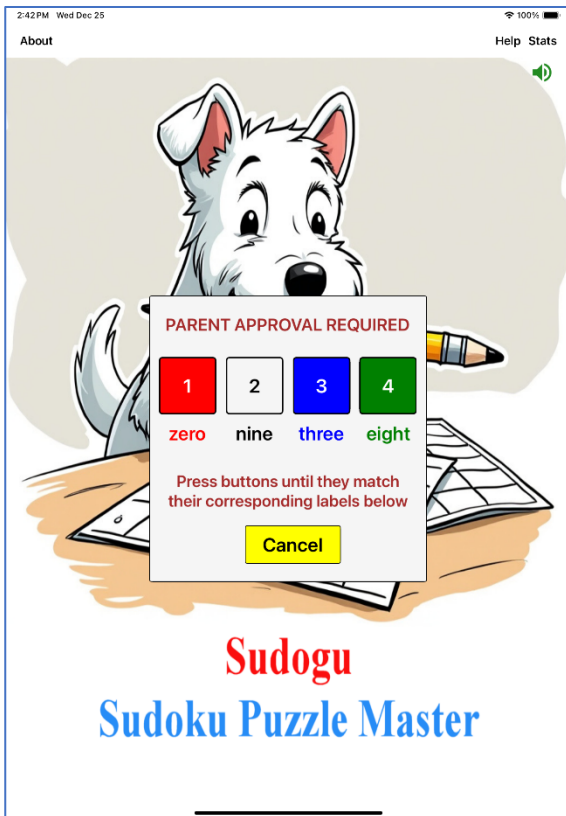 2:42 PM Wed Dec 25 100%
About Help Stats
PARENT APPROVAL REQUIRED
1 2 3 4
zero nine three eight
Press buttons until they match
their corresponding labels below
Cancel
Sudogu
Sudoku Puzzle Master